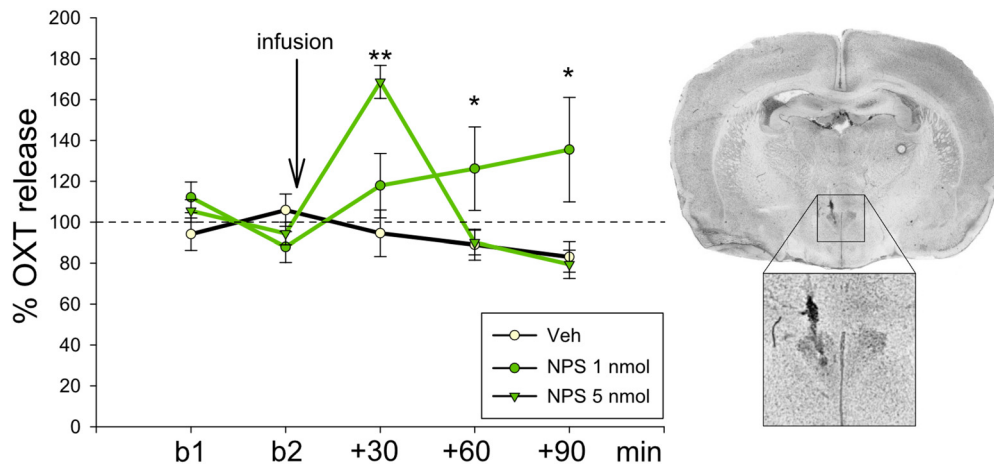 % OXT release
200
180
160
140
120
100
80
60
40
20
0
infusion
**
*
*
Veh
NPS 1 nmol
NPS 5 nmol
b1 b2 +30 +60 +90 min